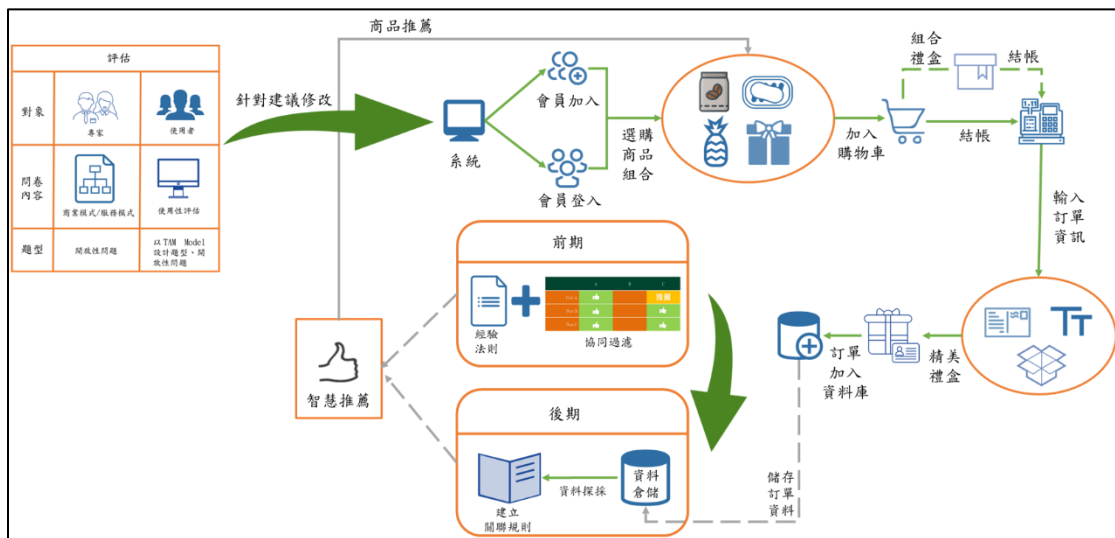 商品推薦
評估
對象
專家
使用者
問卷
內容
商業模式/服務模式
使用性評估
題型
開放性問題
以TAM Model
設計題型、開
放性問題
針對建議修改
系統
會員加入
會員登入
選購
商品
組合
加入
購物車
組合
禮盒
結帳
結帳
輸入
訂單
資訊
TT
精美
禮盒
訂單
加入
資料庫
儲存
訂單
資料
前期
經驗
法則
A B C
推薦
協同過濾
後期
資料
倉儲
資料探採
建立
關聯規則
智慧推薦